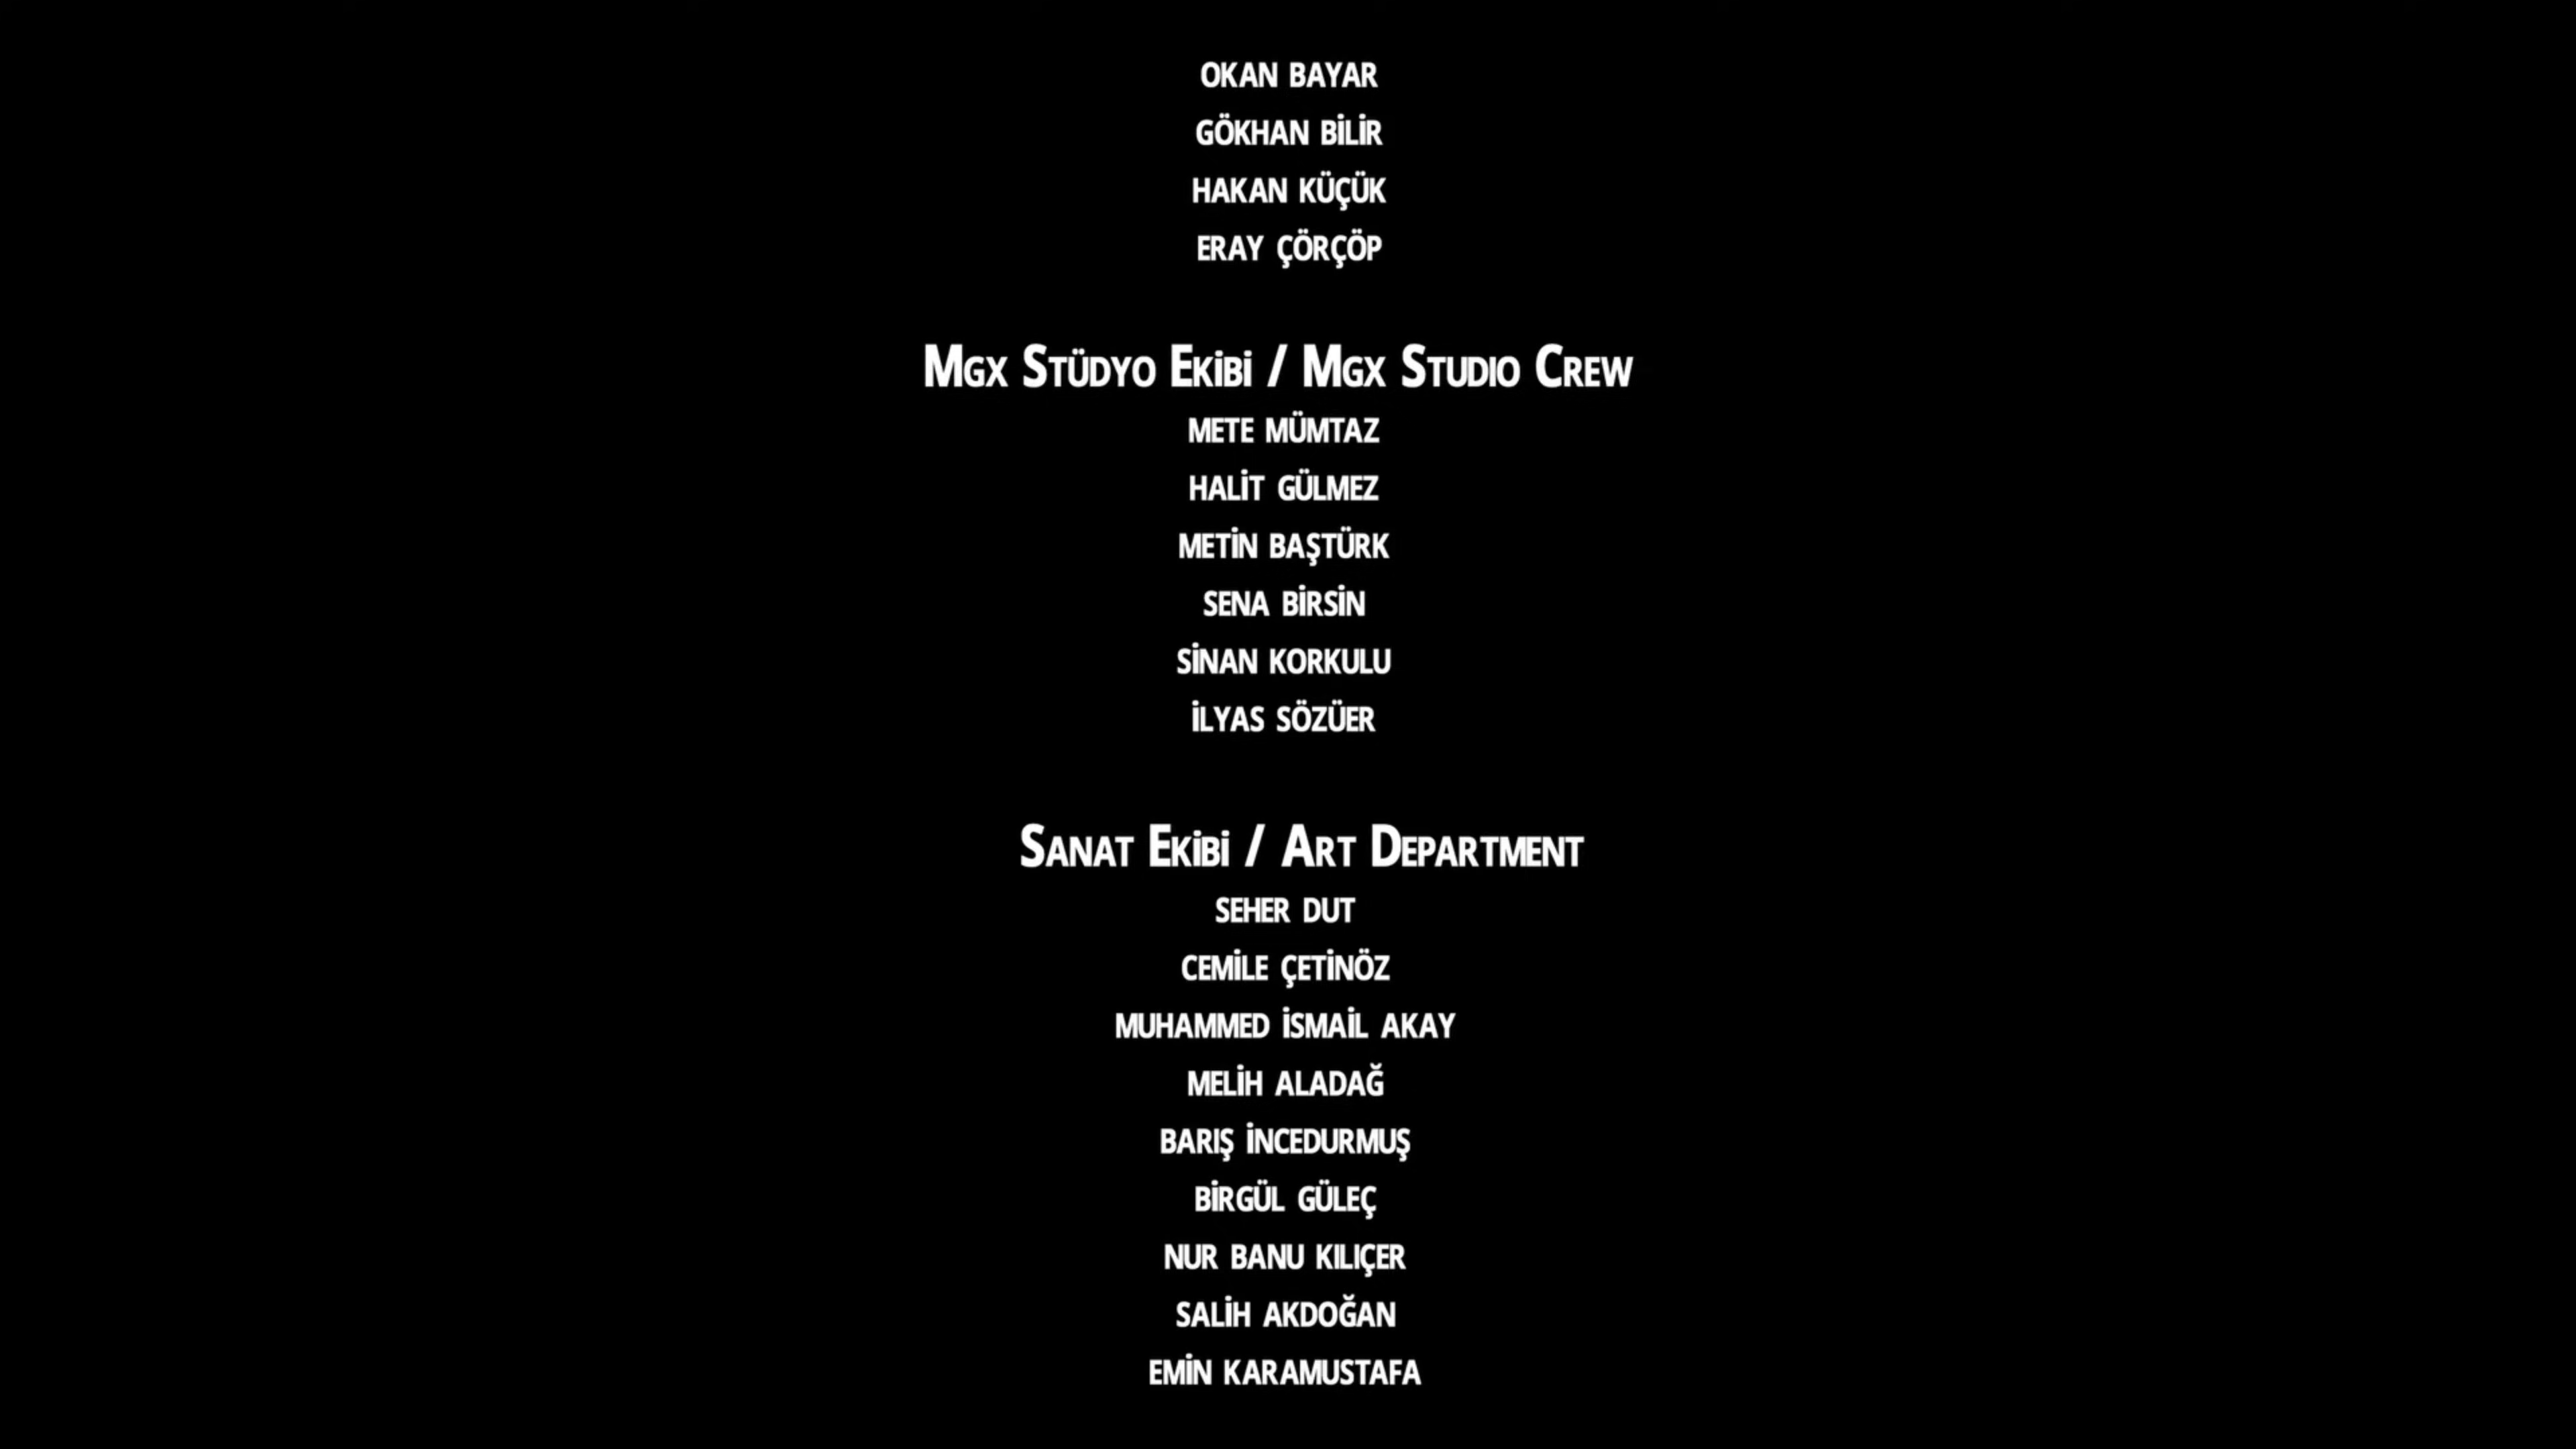 OKAN BAYAR
GÖKHAN BİLİR
HAKAN KÜÇÜK
ERAY ÇÖRÇÖP
MGX STÜDYO EKİBİ / MGX STUDIO CREW
METE MÜMTAZ
HALİT GÜLMEZ
METİN BAŞTÜRK
SENA BİRSİN
SİNAN KORKULU
İLYAS SÖZÜER
SANAT EKİBİ / ART DEPARTMENT
SEHER DUT
CEMİLE ÇETİNÖZ
MUHAMMED İSMAİL AKAY
MELİH ALADAĞ
BARIŞ İNCEDURMUŞ
BİRGÜL GÜLEÇ
NUR BANU KILIÇER
SALİH AKDOĞAN
EMİN KARAMUSTAFA